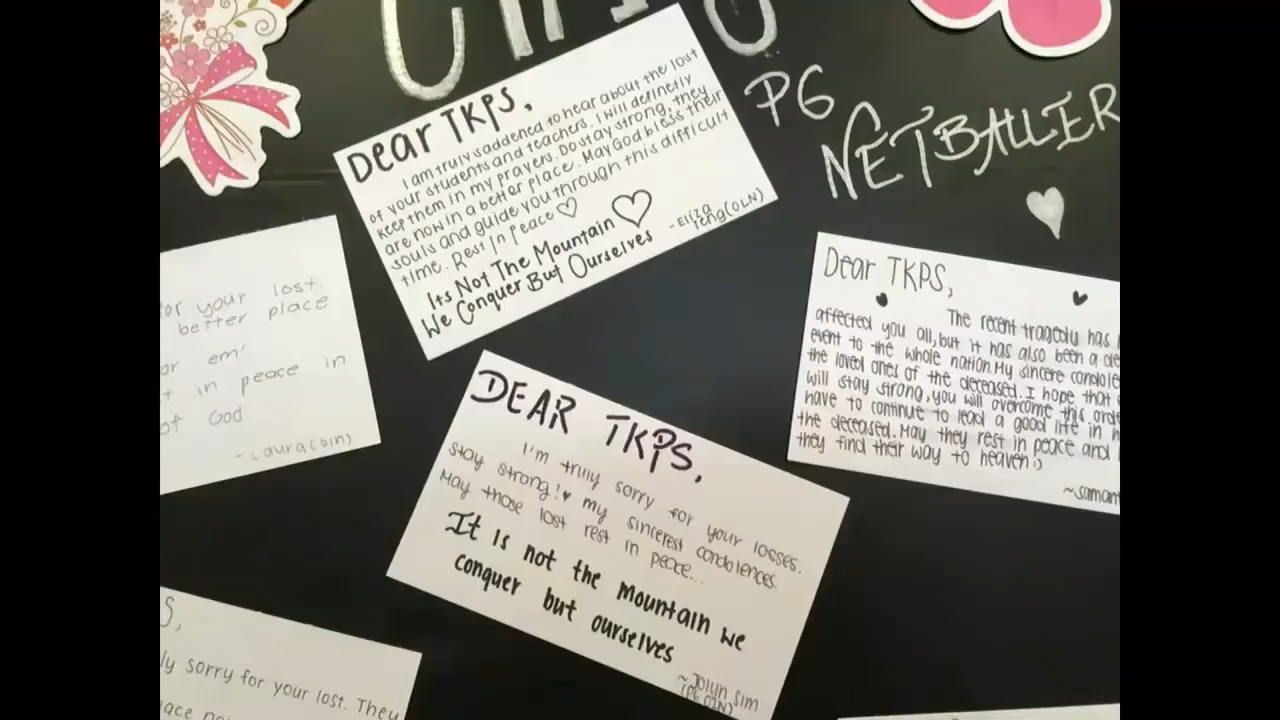 P6
NETBALLER
Dear TKPS,
I am truly saddened to hear about the lost
of your students and teachers. I will definetly
keep them in my prayers. Do stay strong, they
are now in a better place. May God bless their
souls and guide you through this difficult
time. Rest in peace ♡
Its Not The Mountain
We Conquer But Ourselves
- Eliza
Teng (OLN)
for your lost.
better place
or em'
in peace in
of God
~Laura
Dear TKPS,
The recent tragedy has
affected you all, but it has also been a
event to the whole nation. My sincere
the loved ones of the deceased. I hope that
will stay strong, you will overcome this
have to continue to lead a good life in
the deceased. May they rest in peace and
they find their way to heaven :)
DEAR TKPS,
I'm truly sorry for your losses.
stay strong! ♥ my sincerest condolences.
May those lost rest in peace...
It is not the mountain we
conquer but ourselves
~Jolyn Sim
S,
ly sorry for your lost. They